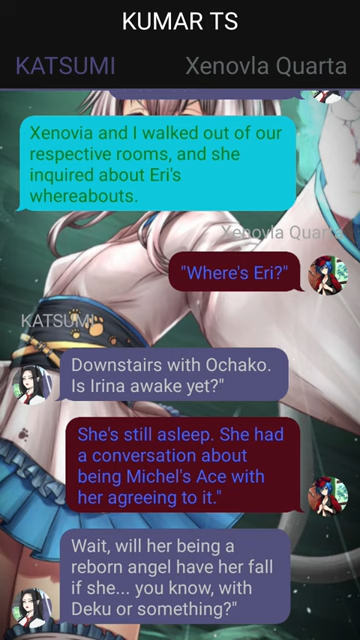 KUMAR TS
KATSUMI Xenovla Quarta
Xenovia and I walked out of our
respective rooms, and she
inquired about Eri's
whereabouts.
Xenovla Quarta
"Where's Eri?"
KATSUMI
Downstairs with Ochako.
Is Irina awake yet?"
She's still asleep. She had
a conversation about
being Michel's Ace with
her agreeing to it."
Wait, will her being a
reborn angel have her fall
if she... you know, with
Deku or something?"